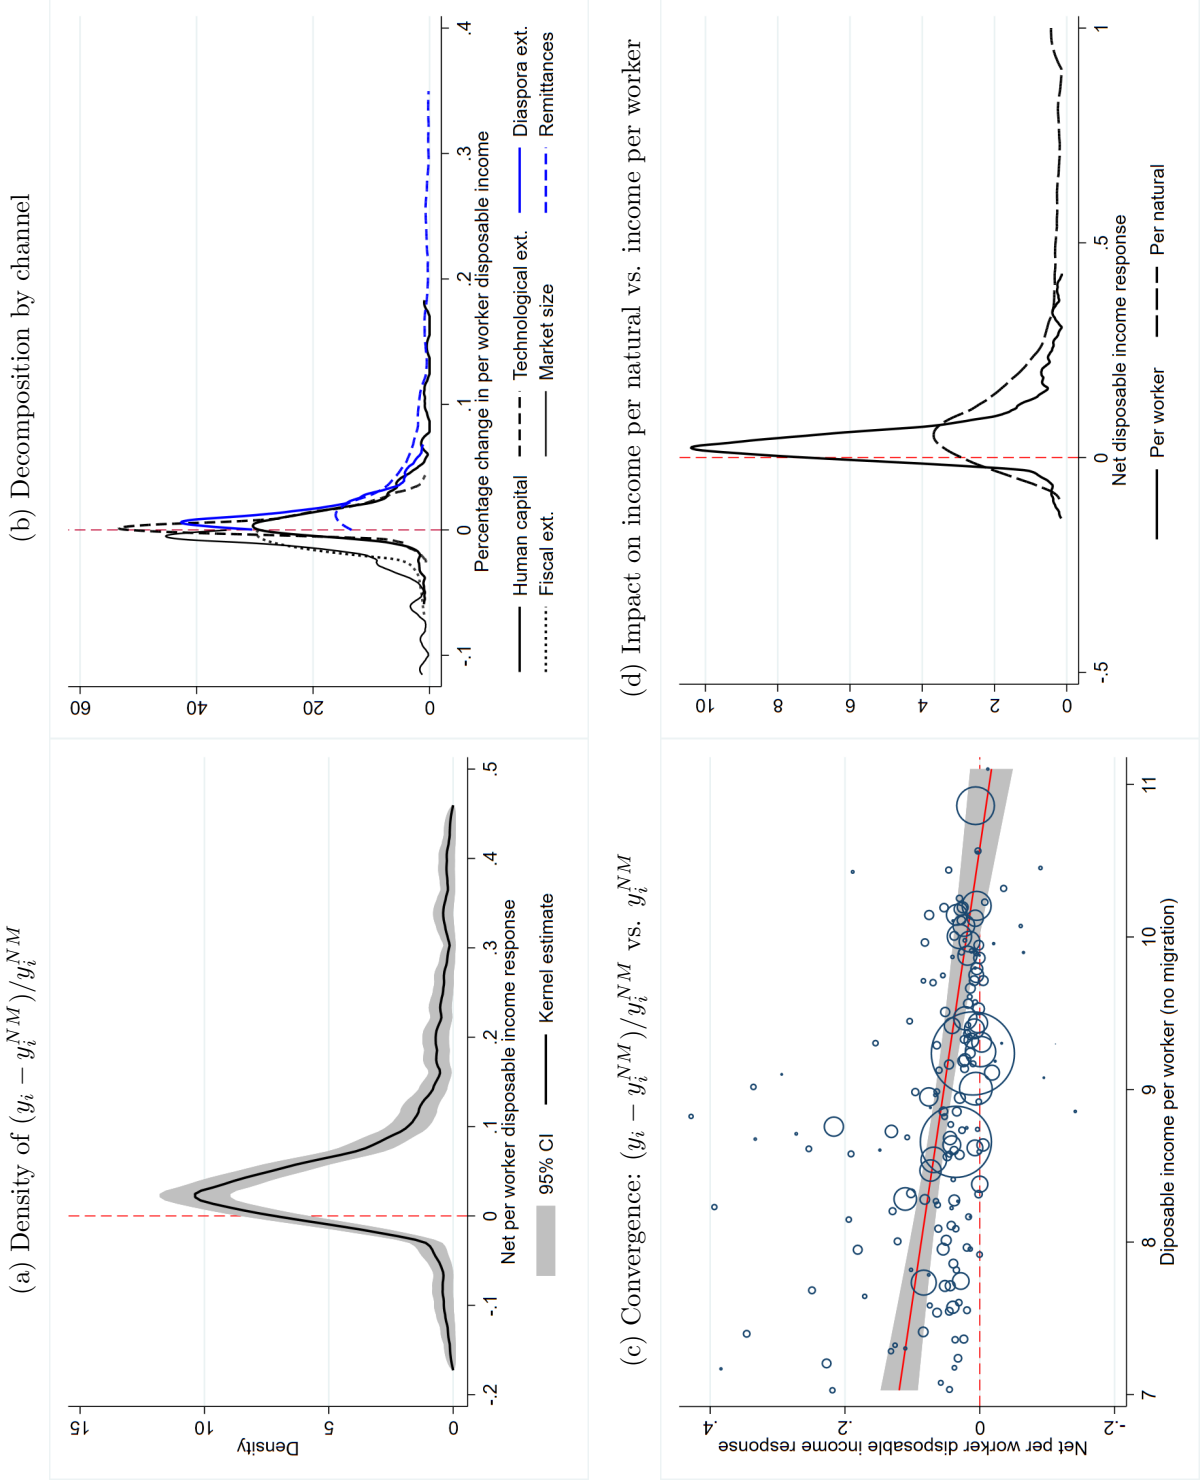 (a) Density of (y_i − y_i^{NM})/y_i^{NM}
15
10
5
0
Density
-.2
-.1
0
.1
.2
.3
.4
.5
Net per worker disposable income response
95% CI
Kernel estimate
(b) Decomposition by channel
60
40
20
0
-.1
0
.1
.2
.3
.4
Percentage change in per worker disposable income
Human capital
Technological ext.
Diaspora ext.
Fiscal ext.
Market size
Remittances
(c) Convergence: (y_i − y_i^{NM})/y_i^{NM} vs. y_i^{NM}
.4
.2
0
-.2
Net per worker disposable income response
7
8
9
10
11
Diposable income per worker (no migration)
(d) Impact on income per natural vs. income per worker
10
8
6
4
2
0
-.5
0
.5
1
Net disposable income response
Per worker
Per natural